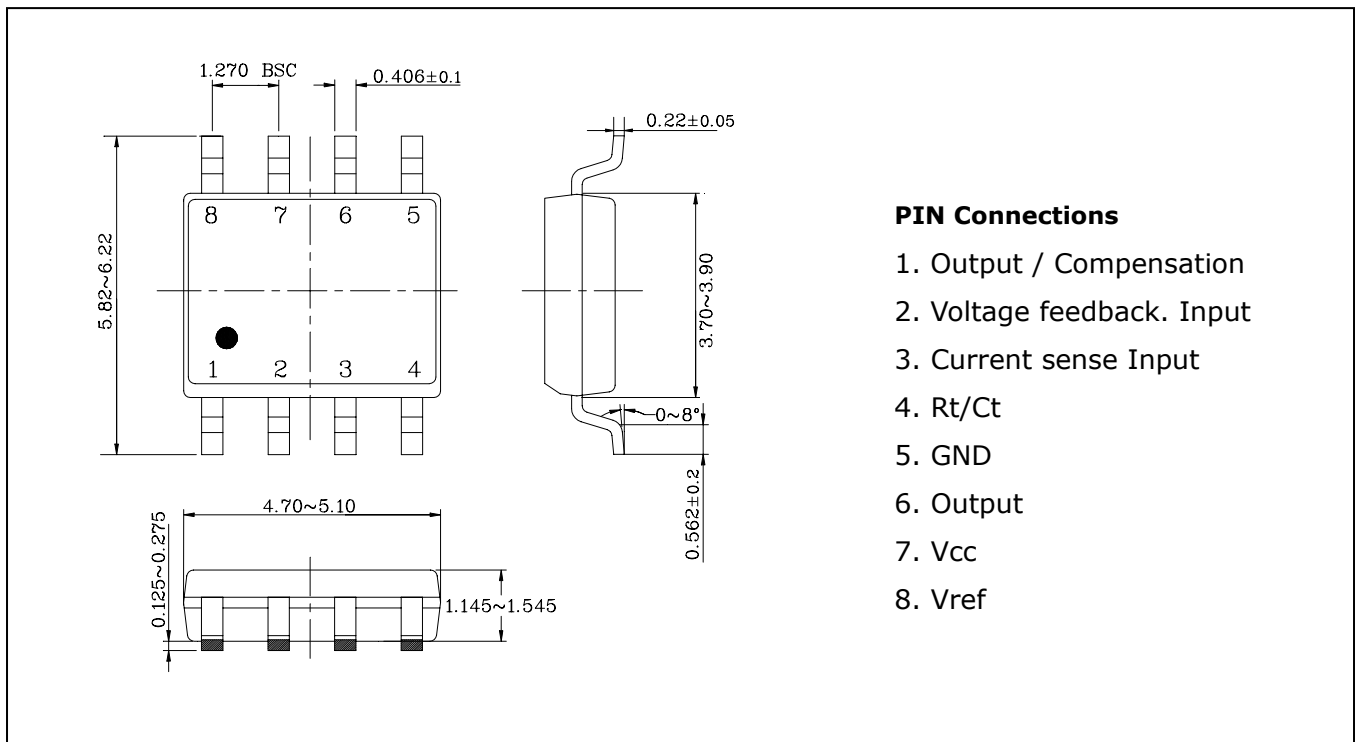 1.270 BSC
0.406±0.1
0.22±0.05
8 7 6 5
5.82~6.22
3.70~3.90
1 2 3 4
0~8°
0.562±0.2
4.70~5.10
0.125~0.275
1.145~1.545
PIN Connections
1. Output / Compensation
2. Voltage feedback. Input
3. Current sense Input
4. Rt/Ct
5. GND
6. Output
7. Vcc
8. Vref